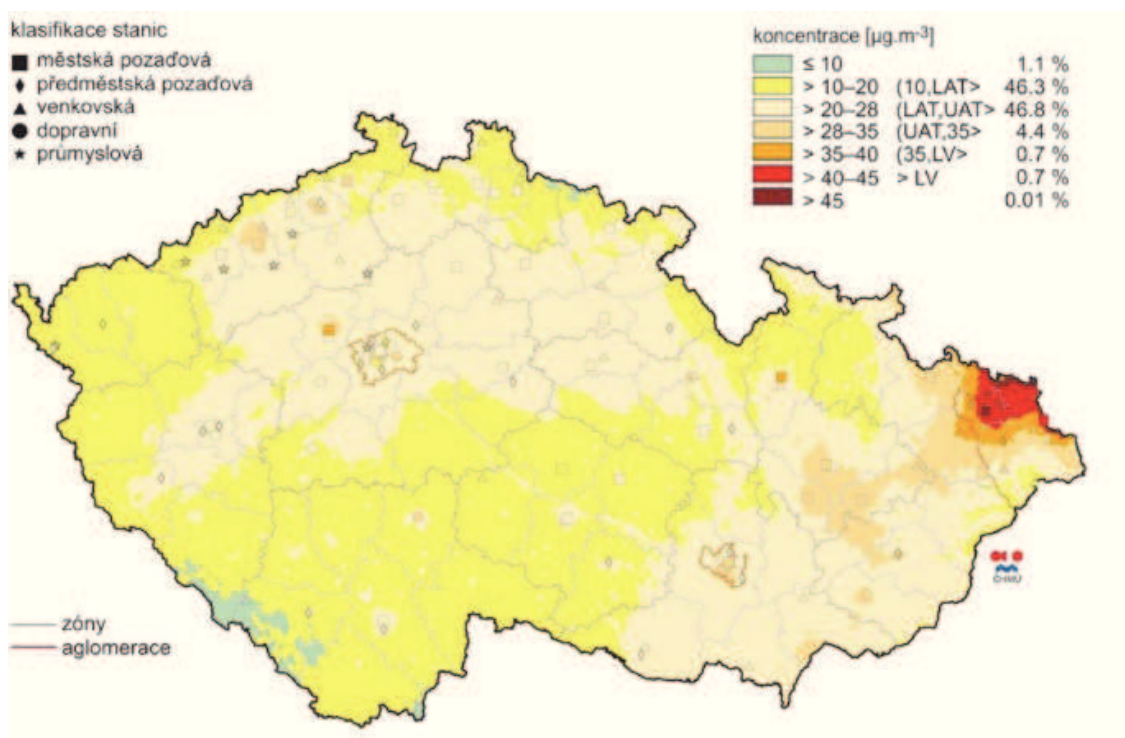 klasifikace stanic
městská pozaďová
předměstská pozaďová
venkovská
dopravní
průmyslová
koncentrace [µg.m-3]
≤ 10 1.1 %
> 10–20 (10,LAT> 46.3 %
> 20–28 (LAT,UAT> 46.8 %
> 28–35 (UAT,35> 4.4 %
> 35–40 (35,LV> 0.7 %
> 40–45 > LV 0.7 %
> 45 0.01 %
ČHMÚ
zóny
aglomerace